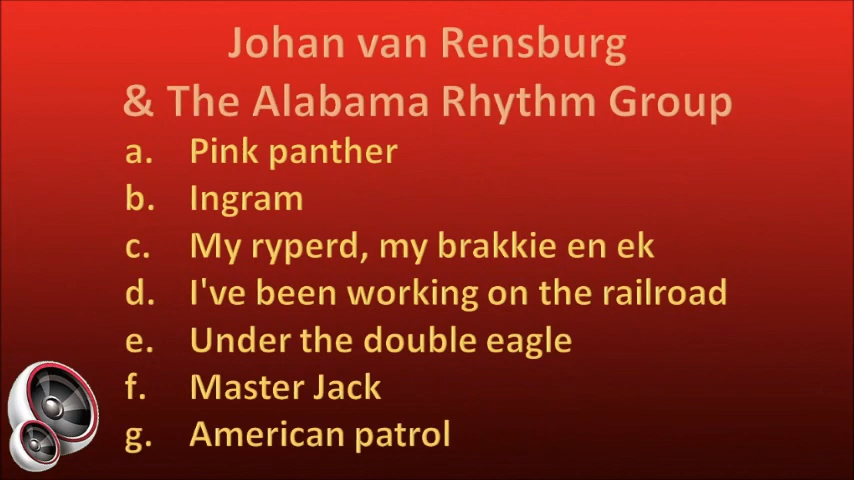 Johan van Rensburg
& The Alabama Rhythm Group
a. Pink panther
b. Ingram
c. My ryperd, my brakkie en ek
d. I've been working on the railroad
e. Under the double eagle
f. Master Jack
g. American patrol